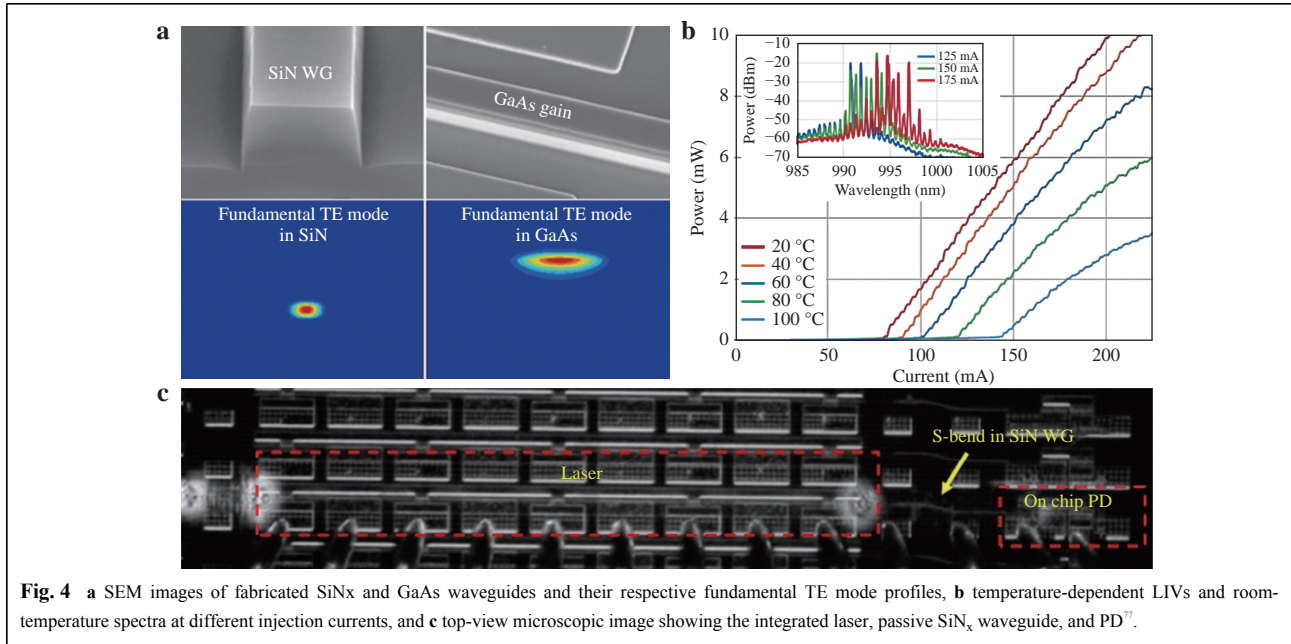 a
SiN WG
GaAs gain
Fundamental TE mode
in SiN
Fundamental TE mode
in GaAs
b
10
8
6
4
2
0
Power (mW)
0
50
100
150
200
Current (mA)
20 °C
40 °C
60 °C
80 °C
100 °C
−10
−20
−30
−40
−50
−60
−70
Power (dBm)
985
990
995
1000
1005
Wavelength (nm)
125 mA
150 mA
175 mA
c
Laser
S-bend in SiN WG
On chip PD
Fig. 4 a SEM images of fabricated SiNx and GaAs waveguides and their respective fundamental TE mode profiles, b temperature-dependent LIVs and room-
temperature spectra at different injection currents, and c top-view microscopic image showing the integrated laser, passive SiNₓ waveguide, and PD⁷⁷.